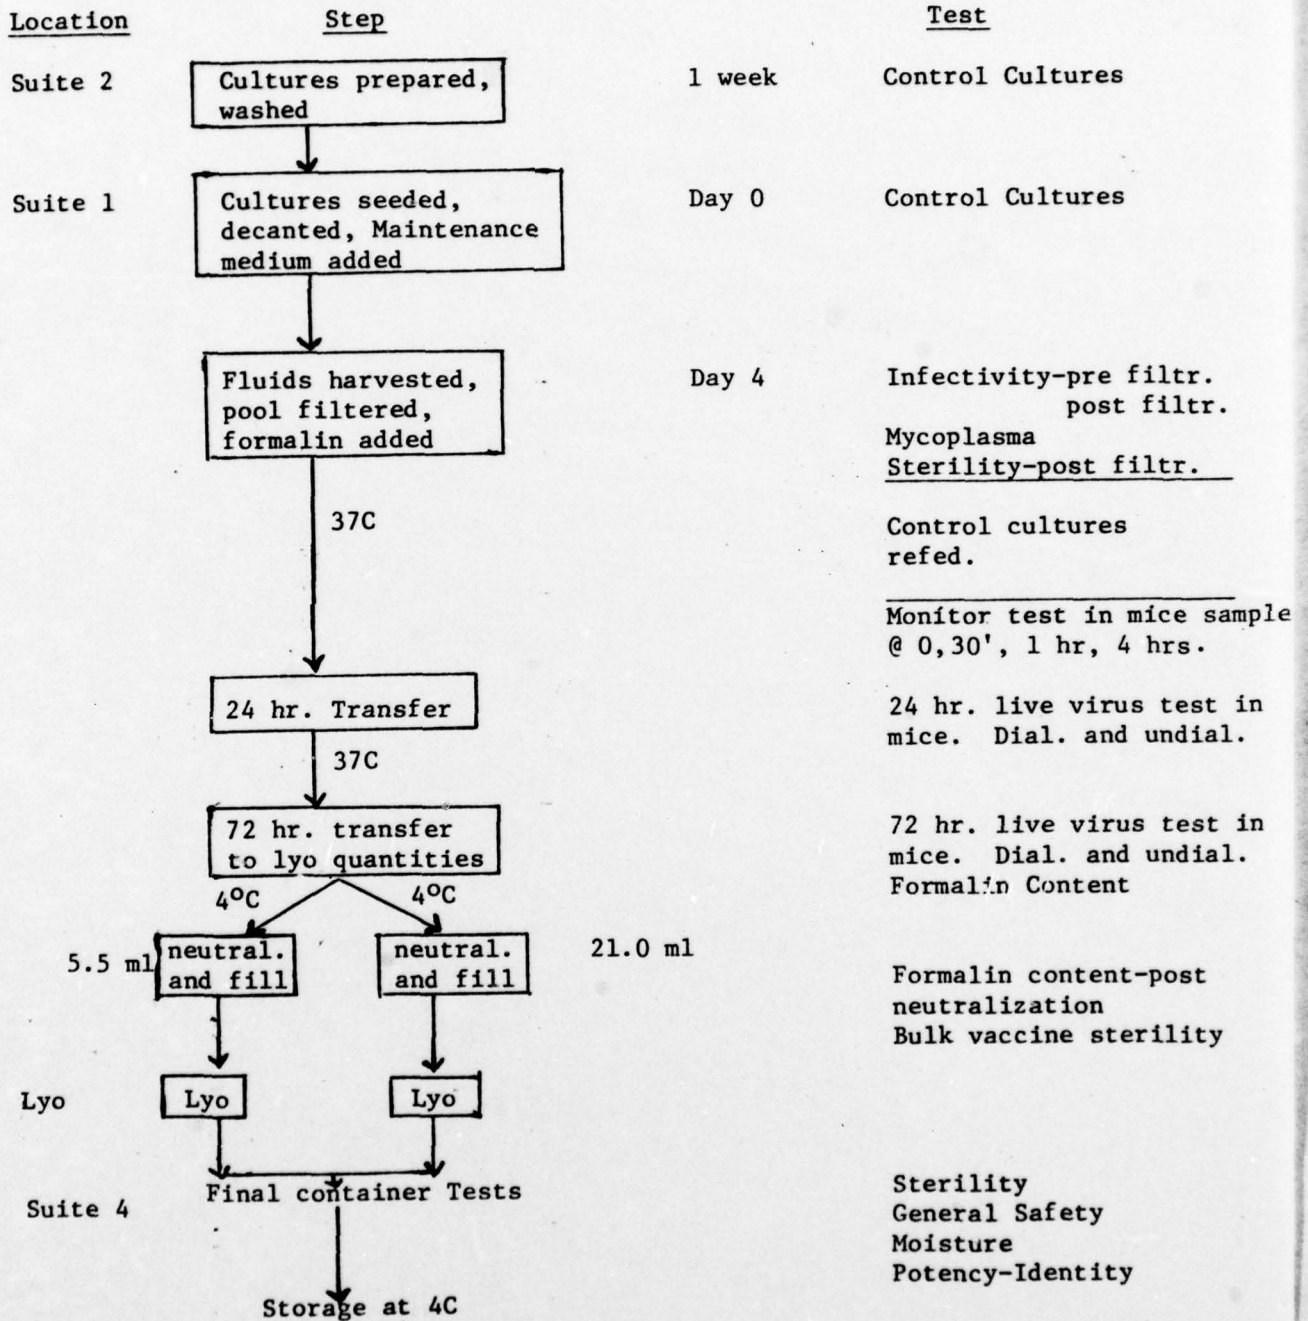 Location Step Test
Suite 2 Cultures prepared, 1 week Control Cultures
washed
Suite 1 Cultures seeded, Day 0 Control Cultures
decanted, Maintenance
medium added
Fluids harvested, Day 4 Infectivity-pre filtr.
pool filtered, post filtr.
formalin added Mycoplasma
Sterility-post filtr.
37C Control cultures
refed.
Monitor test in mice sample
@ 0,30', 1 hr, 4 hrs.
24 hr. Transfer 24 hr. live virus test in
mice. Dial. and undial.
37C
72 hr. transfer 72 hr. live virus test in
to lyo quantities mice. Dial. and undial.
4°C 4°C Formalin Content
5.5 ml neutral. neutral. 21.0 ml
and fill and fill Formalin content-post
neutralization
Bulk vaccine sterility
Lyo Lyo Lyo
Final container Tests Sterility
Suite 4 General Safety
Moisture
Potency-Identity
Storage at 4C